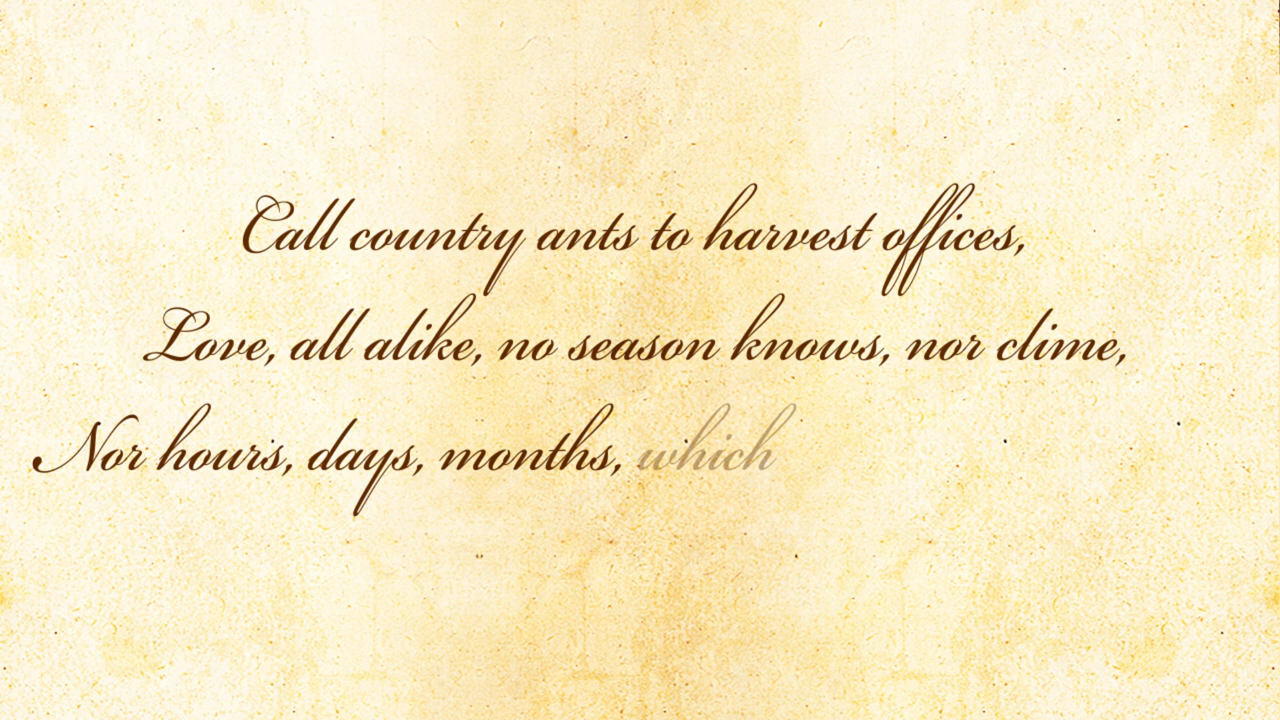 Call country ants to harvest offices,
Love, all alike, no season knows, nor clime,
Nor hours, days, months, which